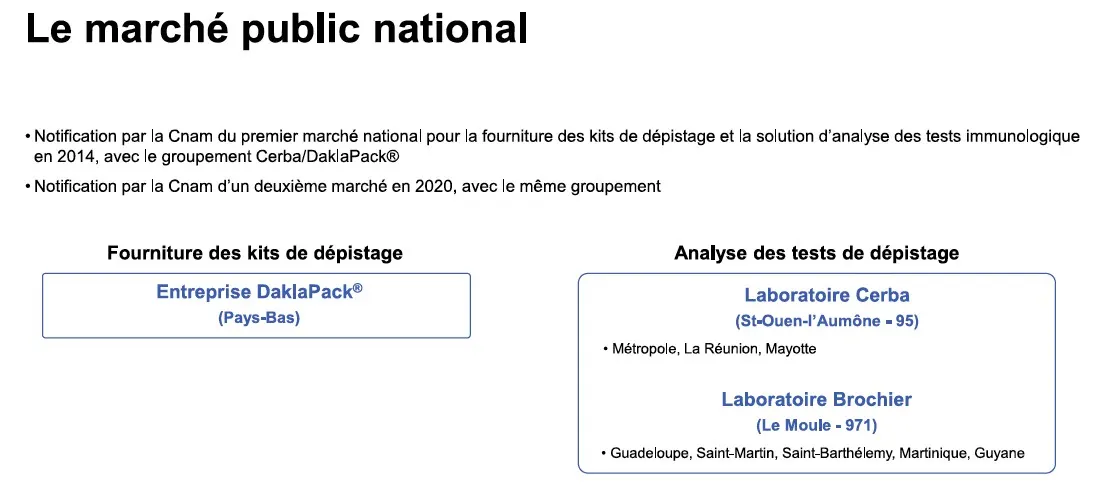 Le marché public national
• Notification par la Cnam du premier marché national pour la fourniture des kits de dépistage et la solution d’analyse des tests immunologique
en 2014, avec le groupement Cerba/DaklaPack®
• Notification par la Cnam d’un deuxième marché en 2020, avec le même groupement
Fourniture des kits de dépistage
Entreprise DaklaPack®
(Pays-Bas)
Analyse des tests de dépistage
Laboratoire Cerba
(St-Ouen-l’Aumône - 95)
• Métropole, La Réunion, Mayotte
Laboratoire Brochier
(Le Moule - 971)
• Guadeloupe, Saint-Martin, Saint-Barthélemy, Martinique, Guyane